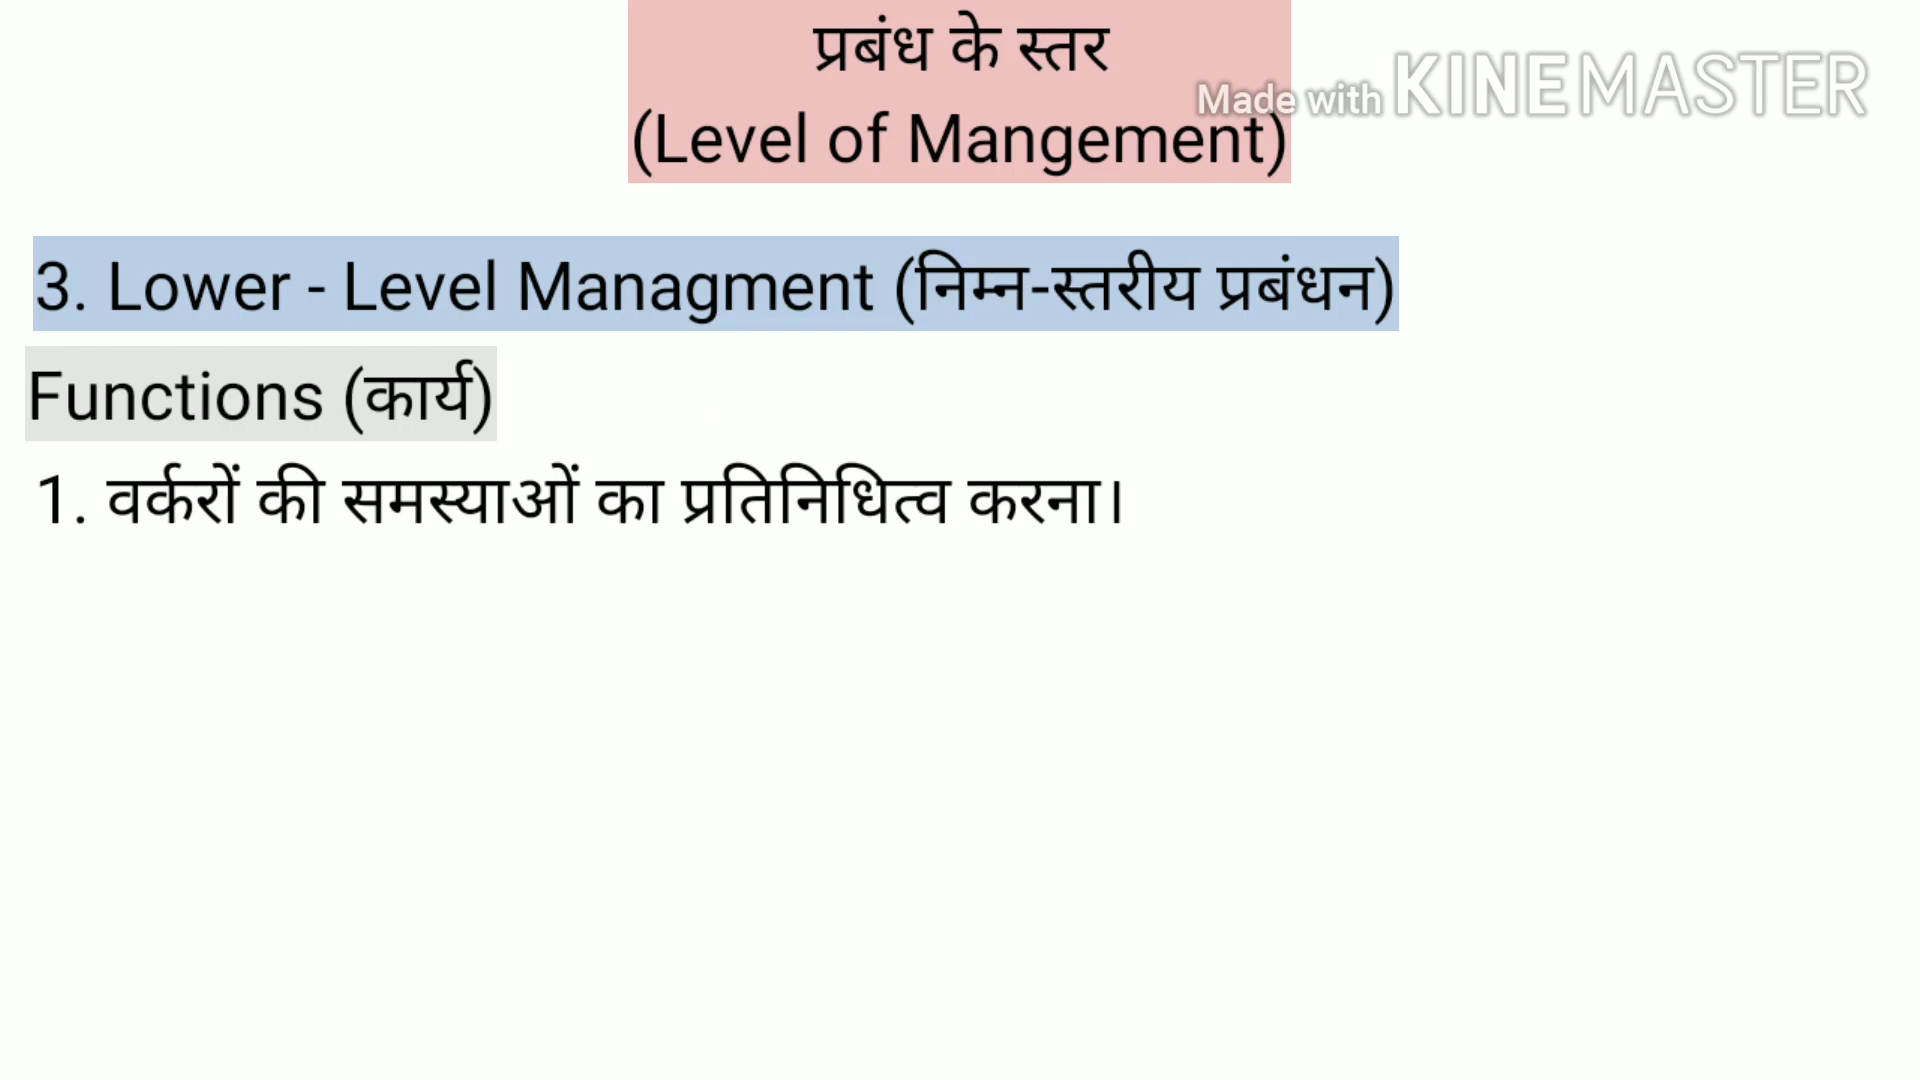 प्रबंध के स्तर
Made with KINEMASTER
(Level of Mangement)
3. Lower - Level Managment (निम्न-स्तरीय प्रबंधन)
Functions (कार्य)
1. वर्करों की समस्याओं का प्रतिनिधित्व करना।